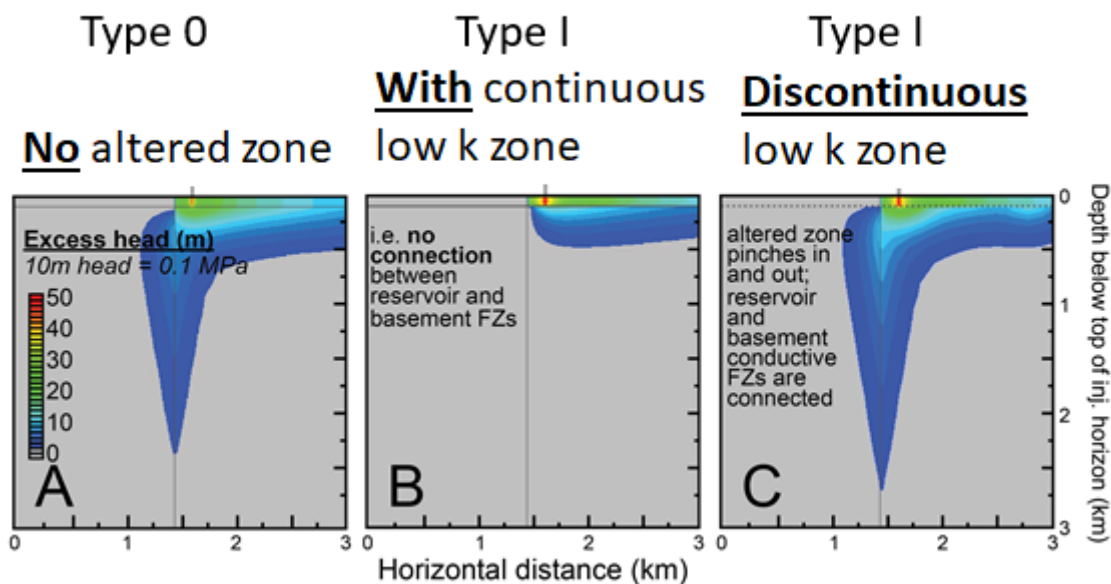 Type 0
No altered zone
Type I
With continuous
low k zone
Type I
Discontinuous
low k zone
Excess head (m)
10m head = 0.1 MPa
50
40
30
20
10
0
A
0 1 2 3
i.e. no
connection
between
reservoir and
basement FZs
B
0 1 2 3
altered zone
pinches in
and out;
reservoir
and
basement
conductive
FZs are
connected
C
0 1 2 3
0
1
2
3
Depth below top of inj. horizon (km)
Horizontal distance (km)